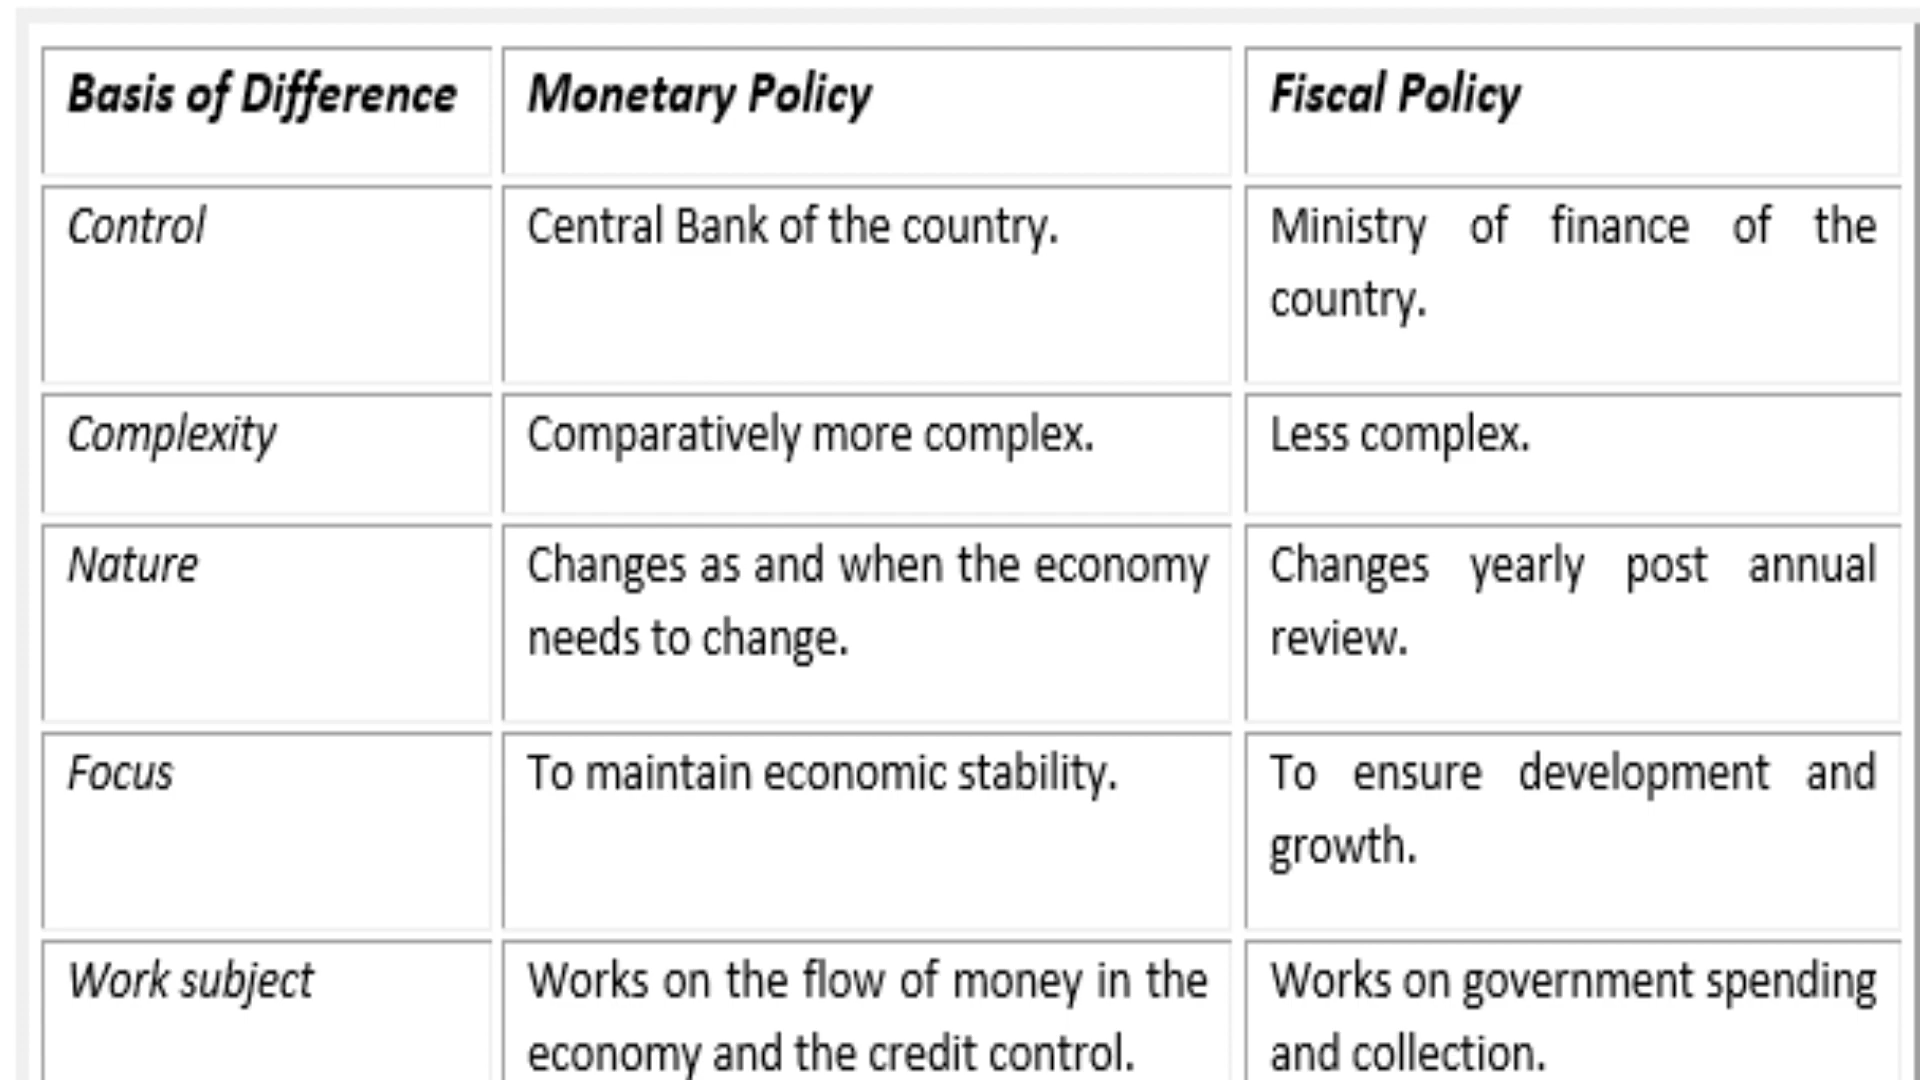 Basis of Difference Monetary Policy Fiscal Policy
Control Central Bank of the country. Ministry of finance of the
country.
Complexity Comparatively more complex. Less complex.
Nature Changes as and when the economy Changes yearly post annual
needs to change. review.
Focus To maintain economic stability. To ensure development and
growth.
Work subject Works on the flow of money in the Works on government spending
economy and the credit control. and collection.